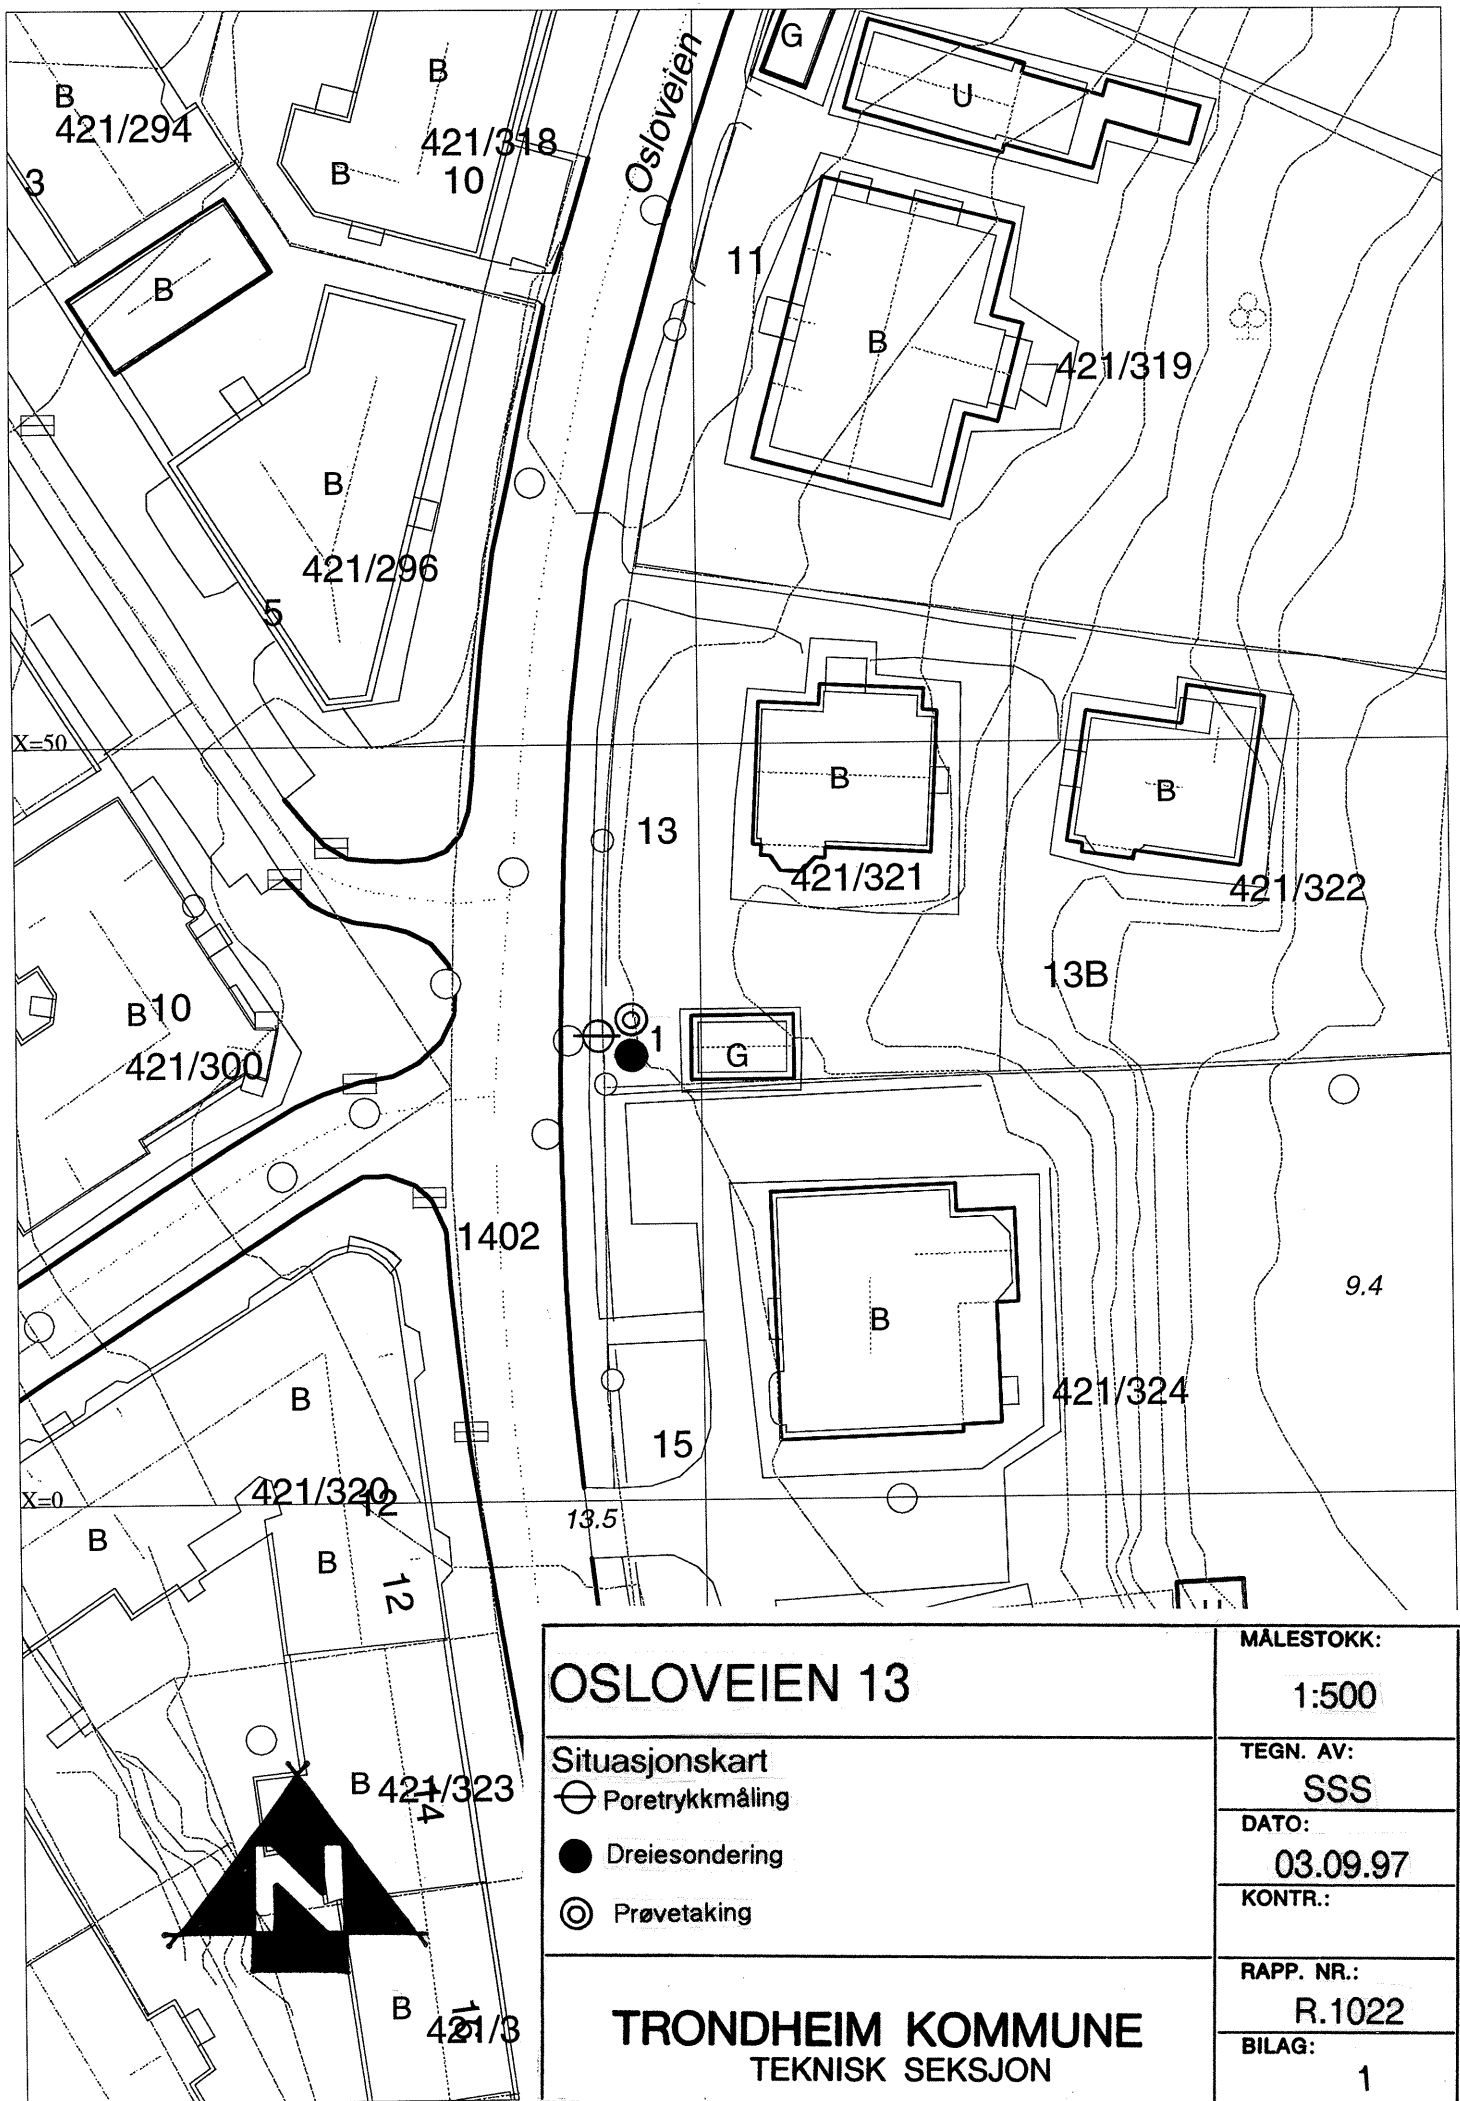 G
B
U
B
421/294
421/318
B
10
3
Osloveien
11
B
B
421/319
B
421/296
5
X=50
B
B
13
421/321
421/322
13B
B 10
1
G
421/300
1402
9.4
B
B
421/324
15
421/320
12
X=0
13.5
B
B
12
OSLOVEIEN 13
MÅLESTOKK:
1:500
Situasjonskart
Poretrykkmåling
Dreiesondering
Prøvetaking
TEGN. AV:
SSS
DATO:
03.09.97
KONTR.:
B 421/323
14
N
RAPP. NR.:
R.1022
B
16
421/3
TRONDHEIM KOMMUNE
TEKNISK SEKSJON
BILAG:
1